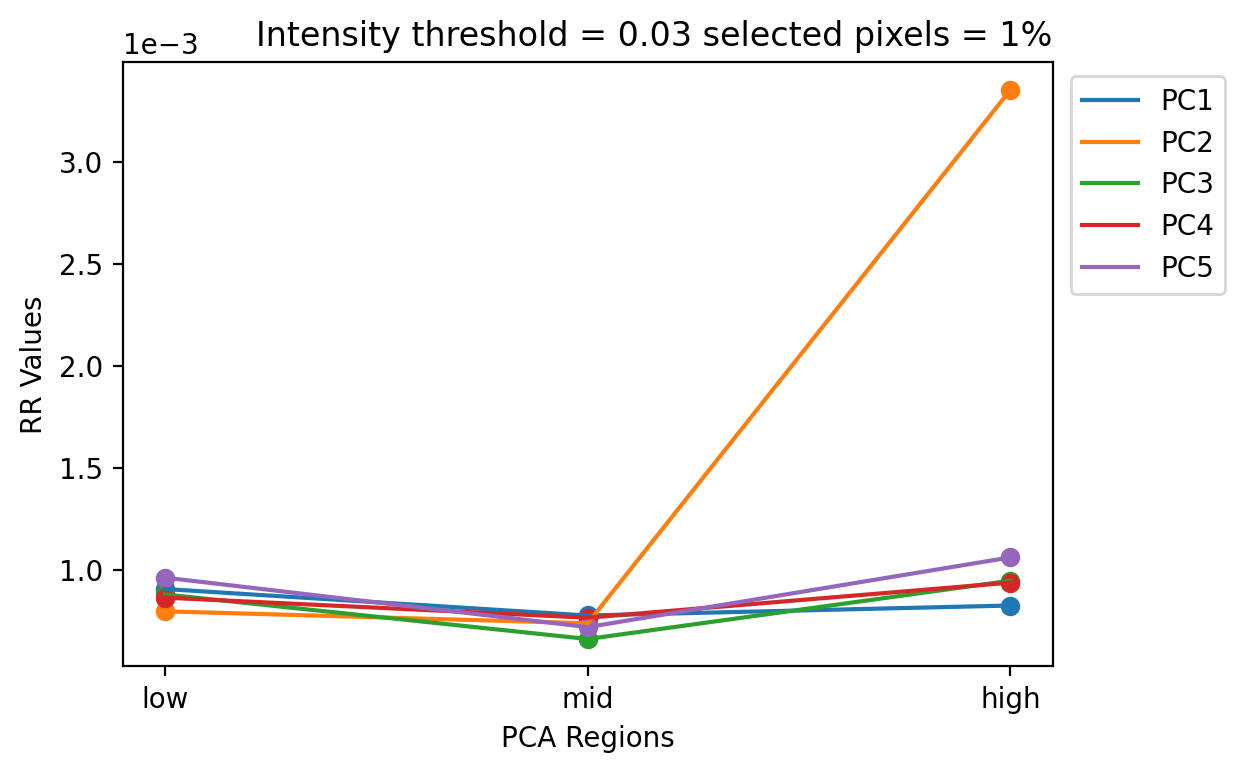 Intensity threshold = 0.03 selected pixels = 1%
1e−3
3.0
2.5
2.0
1.5
1.0
RR Values
low
mid
high
PCA Regions
PC1
PC2
PC3
PC4
PC5